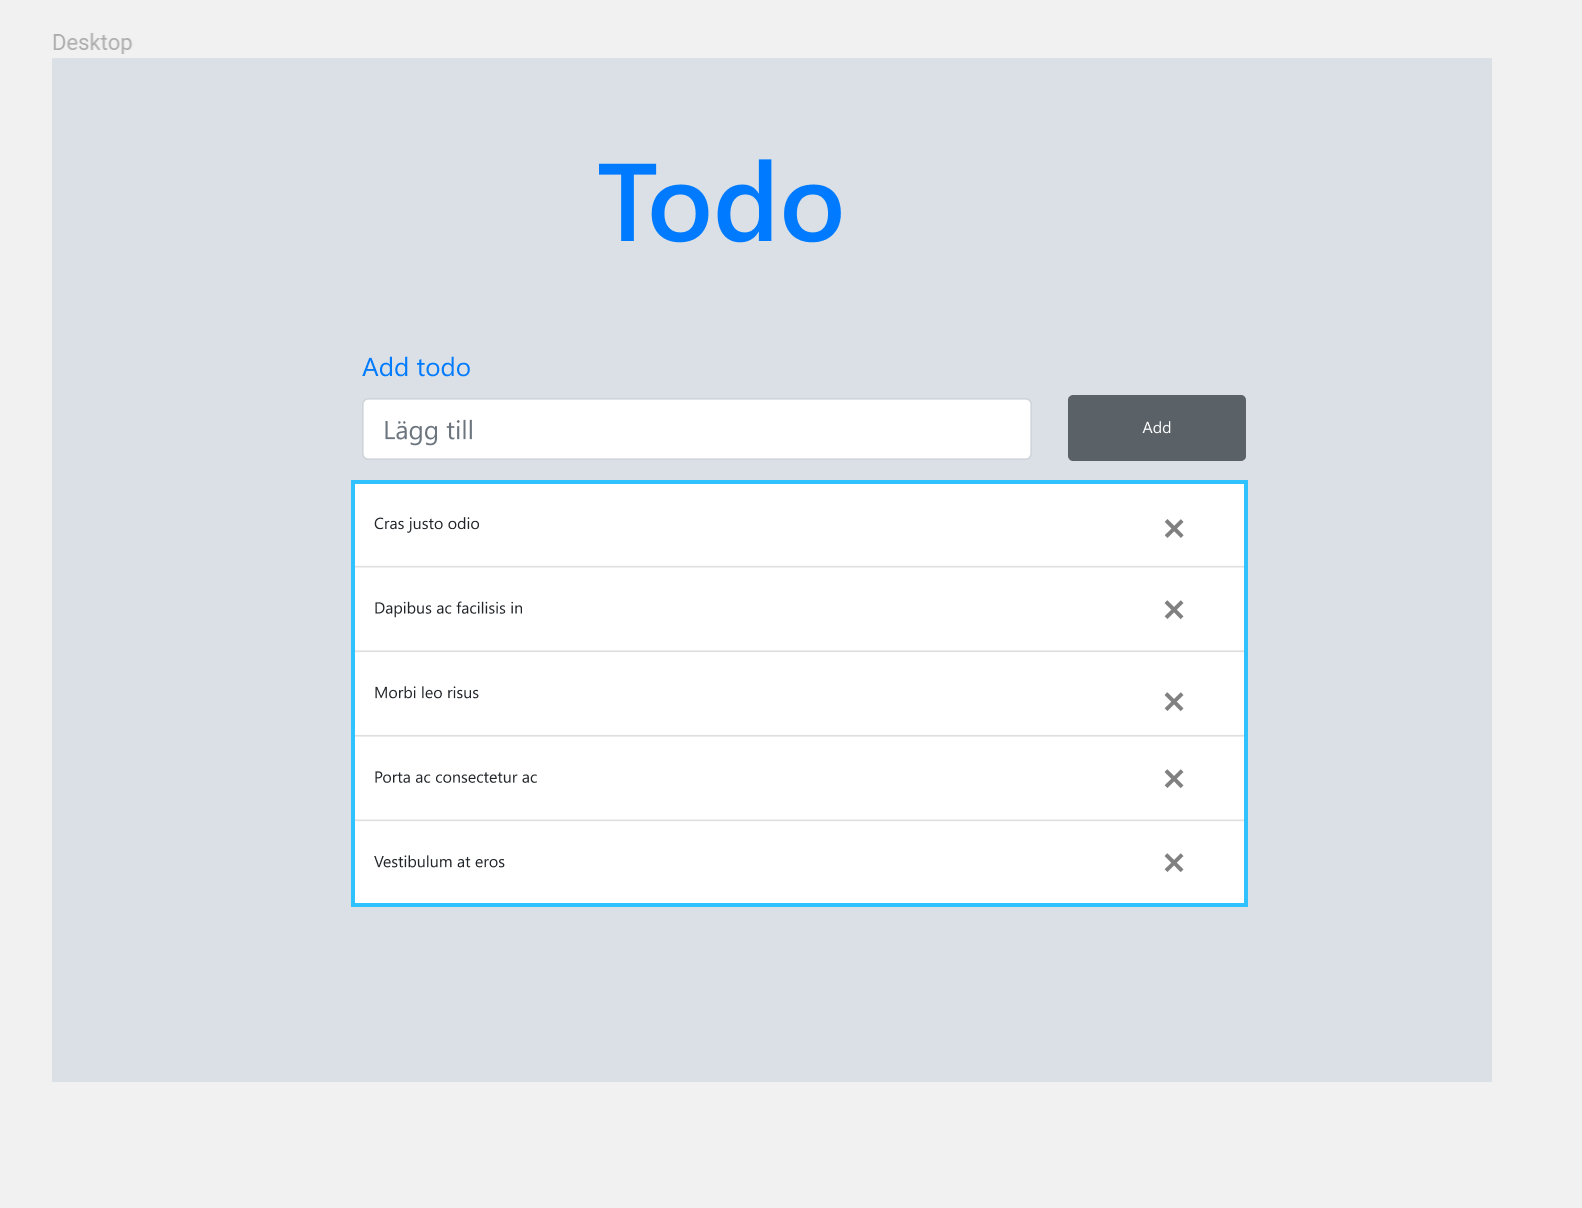 Desktop
Todo
Add todo
Lägg till
Add
Cras justo odio
Dapibus ac facilisis in
Morbi leo risus
Porta ac consectetur ac
Vestibulum at eros